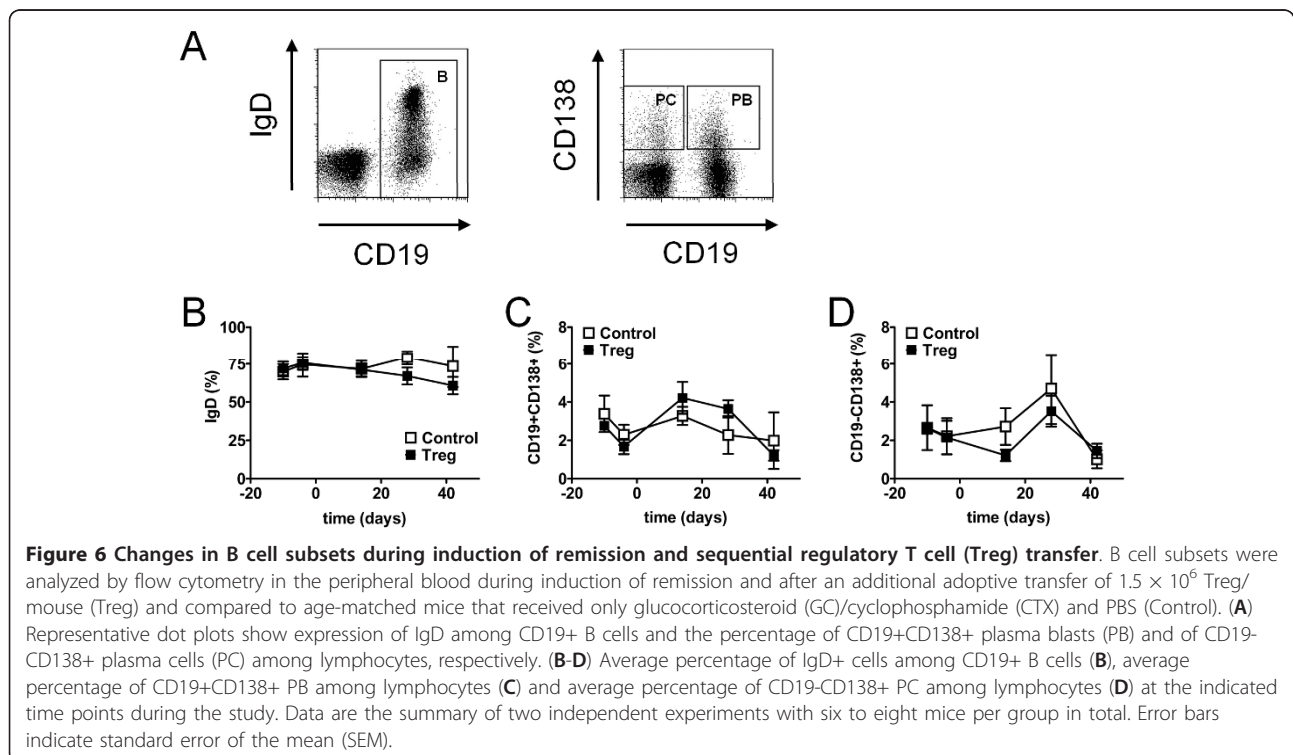 A
IgD
B
CD19
CD138
PC
PB
CD19
B
100
75
50
25
0
IgD (%)
Control
Treg
-20
0
20
40
time (days)
C
8
6
4
2
0
CD19+CD138+ (%)
Control
Treg
-20
0
20
40
time (days)
D
8
6
4
2
0
CD19-CD138+ (%)
Control
Treg
-20
0
20
40
time (days)
Figure 6 Changes in B cell subsets during induction of remission and sequential regulatory T cell (Treg) transfer. B cell subsets were
analyzed by flow cytometry in the peripheral blood during induction of remission and after an additional adoptive transfer of 1.5 × 10⁶ Treg/
mouse (Treg) and compared to age-matched mice that received only glucocorticosteroid (GC)/cyclophosphamide (CTX) and PBS (Control). (A)
Representative dot plots show expression of IgD among CD19+ B cells and the percentage of CD19+CD138+ plasma blasts (PB) and of CD19-
CD138+ plasma cells (PC) among lymphocytes, respectively. (B-D) Average percentage of IgD+ cells among CD19+ B cells (B), average
percentage of CD19+CD138+ PB among lymphocytes (C) and average percentage of CD19-CD138+ PC among lymphocytes (D) at the indicated
time points during the study. Data are the summary of two independent experiments with six to eight mice per group in total. Error bars
indicate standard error of the mean (SEM).